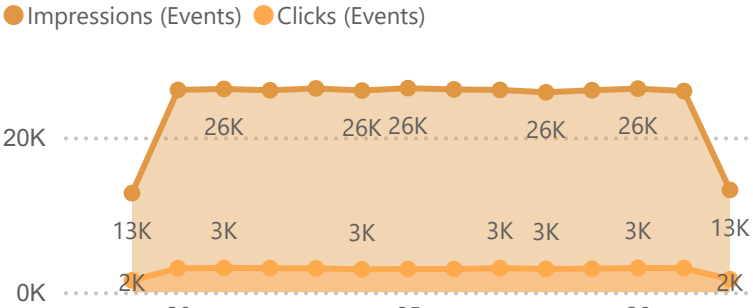 Impressions (Events) Clicks (Events)
26K 26K 26K 26K 26K
20K
13K 3K 3K 3K 3K 3K 13K
2K 2K
0K